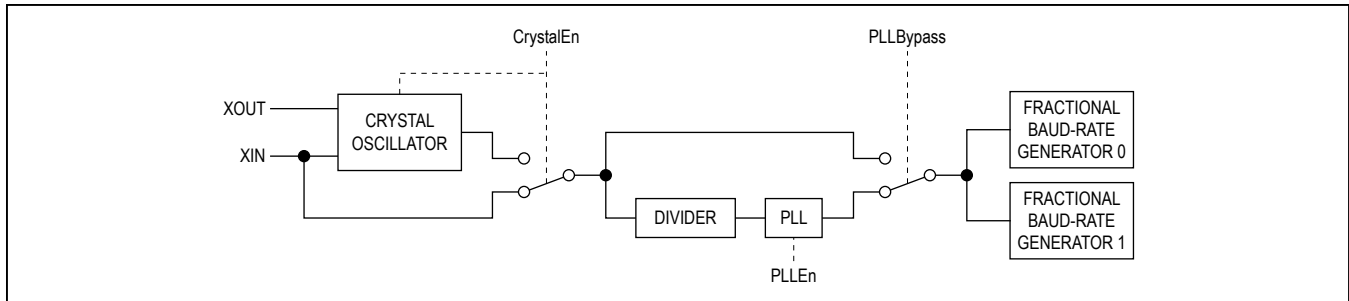 CrystalEn
PLLBypass
XOUT
XIN
CRYSTAL
OSCILLATOR
DIVIDER
PLL
PLLEn
FRACTIONAL
BAUD-RATE
GENERATOR 0
FRACTIONAL
BAUD-RATE
GENERATOR 1